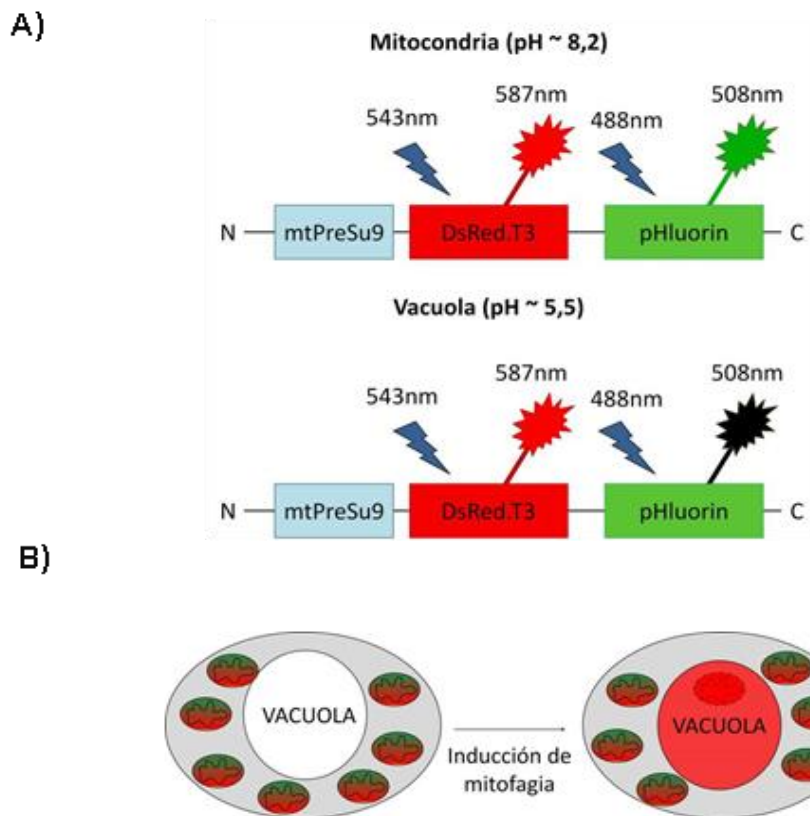 A)
Mitocondria (pH ~ 8,2)
543nm
587nm
488nm
508nm
N
mtPreSu9
DsRed.T3
pHluorin
C
Vacuola (pH ~ 5,5)
543nm
587nm
488nm
508nm
N
mtPreSu9
DsRed.T3
pHluorin
C
B)
VACUOLA
Inducción de
mitofagia
VACUOLA